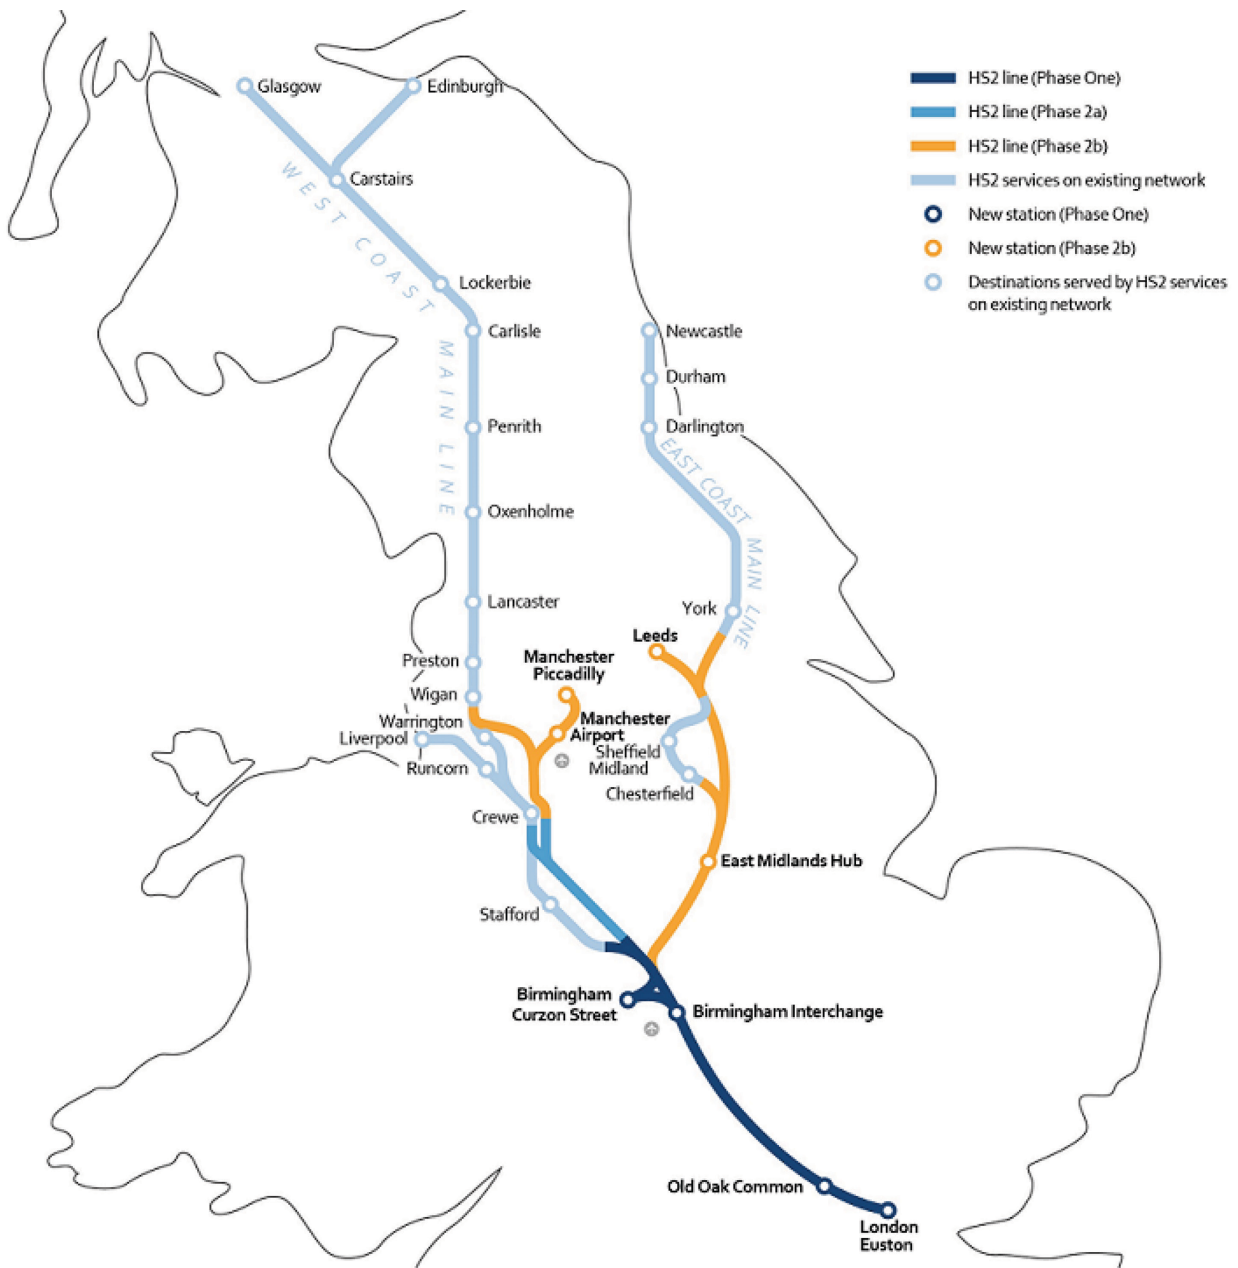 HS2 line (Phase One)
HS2 line (Phase 2a)
HS2 line (Phase 2b)
HS2 services on existing network
New station (Phase One)
New station (Phase 2b)
Destinations served by HS2 services
on existing network
Glasgow
Edinburgh
Carstairs
WEST COAST MAIN LINE
Lockerbie
Carlisle
Newcastle
Durham
Penrith
Darlington
EAST COAST MAIN LINE
Oxenholme
Lancaster
York
Leeds
Preston
Manchester
Piccadilly
Wigan
Warrington
Manchester
Airport
Liverpool
Sheffield
Midland
Runcorn
Chesterfield
Crewe
East Midlands Hub
Stafford
Birmingham
Curzon Street
Birmingham Interchange
Old Oak Common
London
Euston